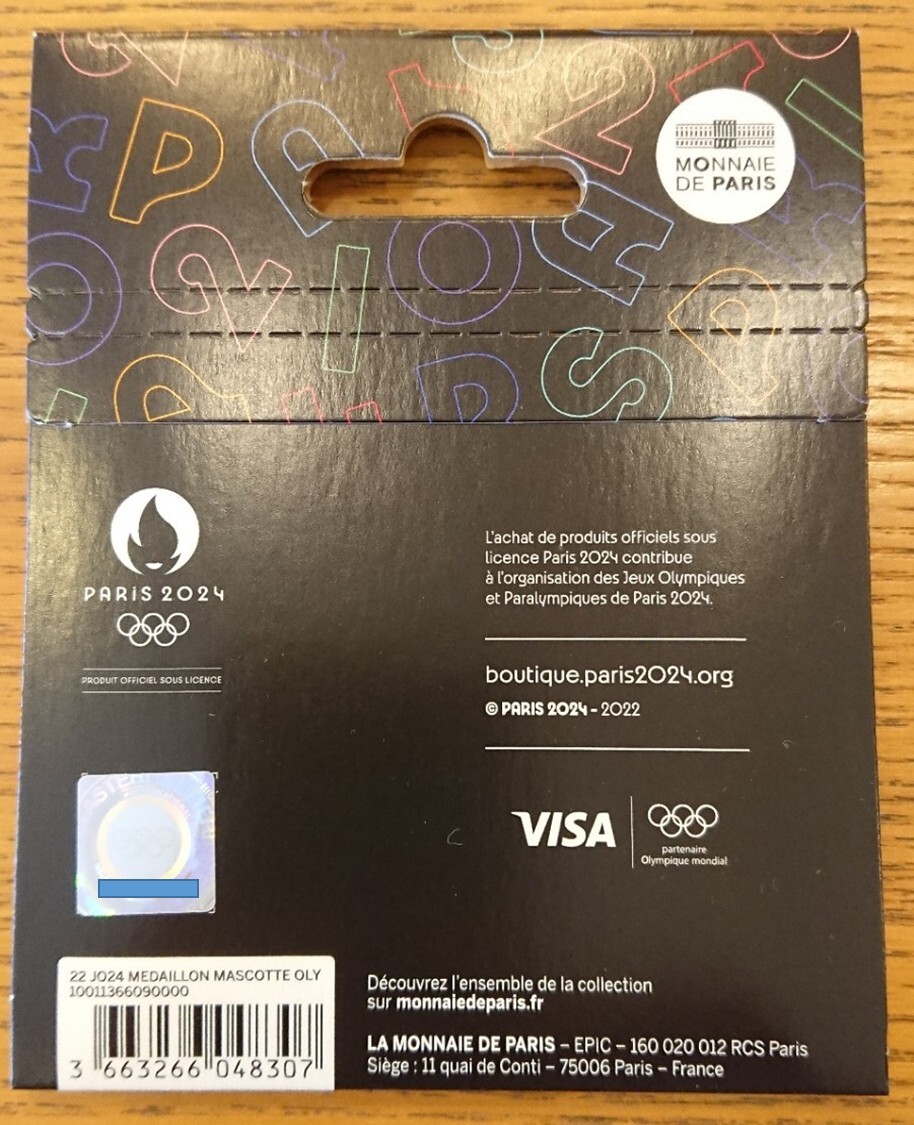 MONNAIE
DE PARIS
PARIS 2024
PRODUIT OFFICIEL SOUS LICENCE
L'achat de produits officiels sous
licence Paris 2024 contribue
à l'organisation des Jeux Olympiques
et Paralympiques de Paris 2024.
boutique.paris2024.org
© PARIS 2024 - 2022
VISA
partenaire
Olympique mondial
22 JO24 MEDAILLON MASCOTTE OLY
10011366090000
3 663266 048307
Découvrez l'ensemble de la collection
sur monnaiedeparis.fr
LA MONNAIE DE PARIS – EPIC – 160 020 012 RCS Paris
Siège : 11 quai de Conti – 75006 Paris – France